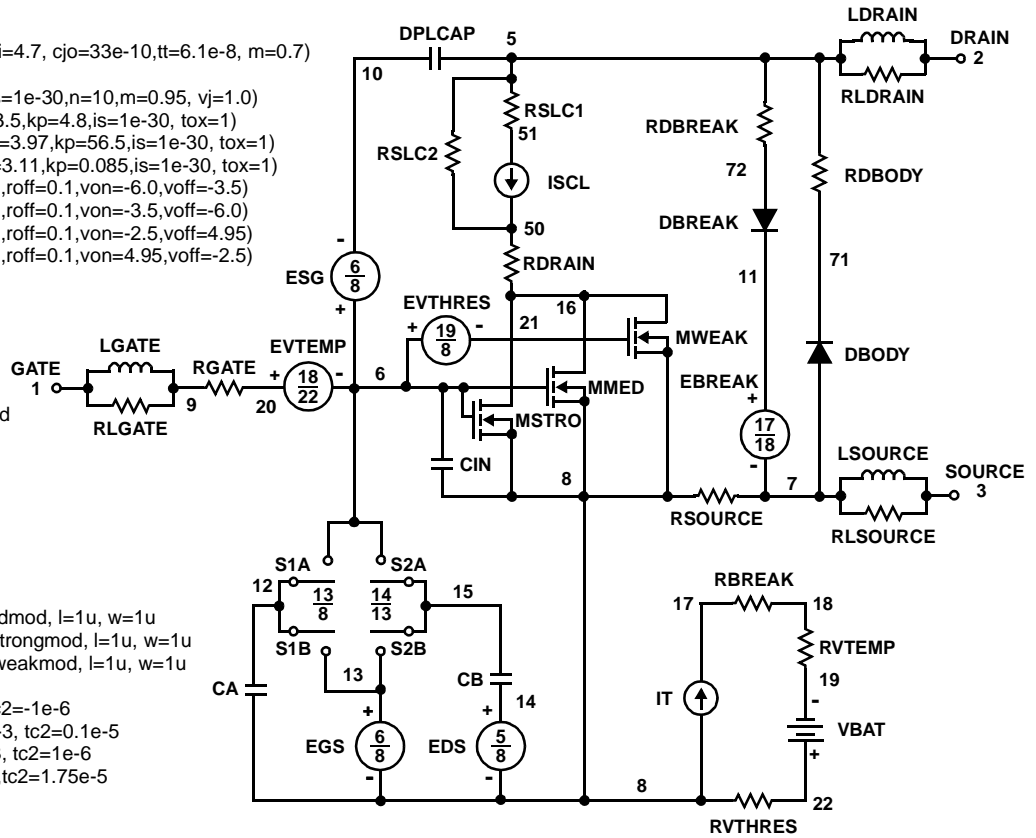 i=4.7, cjo=33e-10,tt=6.1e-8, m=0.7)
=1e-30,n=10,m=0.95, vj=1.0)
3.5,kp=4.8,is=1e-30, tox=1)
=3.97,kp=56.5,is=1e-30, tox=1)
=3.11,kp=0.085,is=1e-30, tox=1)
,roff=0.1,von=-6.0,voff=-3.5)
,roff=0.1,von=-3.5,voff=-6.0)
,roff=0.1,von=-2.5,voff=4.95)
,roff=0.1,von=4.95,voff=-2.5)
d
dmod, l=1u, w=1u
trongmod, l=1u, w=1u
weakmod, l=1u, w=1u
c2=-1e-6
-3, tc2=0.1e-5
, tc2=1e-6
,tc2=1.75e-5
DPLCAP
5
10
LDRAIN
DRAIN
2
RLDRAIN
RSLC1
51
RSLC2
ISCL
50
RDRAIN
RDBREAK
72
DBREAK
11
RDBODY
71
DBODY
-
ESG
6
8
+
EVTHRES
+
19
8
-
21
16
MWEAK
LGATE
GATE
1
RLGATE
9
RGATE
20
EVTEMP
+
18
22
-
6
MMED
MSTRO
CIN
8
EBREAK
+
17
18
-
7
RSOURCE
LSOURCE
SOURCE
3
RLSOURCE
S1A
S2A
12
13
8
14
13
15
S1B
S2B
13
CA
CB
14
+
EGS
6
8
-
+
EDS
5
8
-
8
RBREAK
17
18
RVTEMP
19
IT
-
VBAT
+
22
RVTHRES